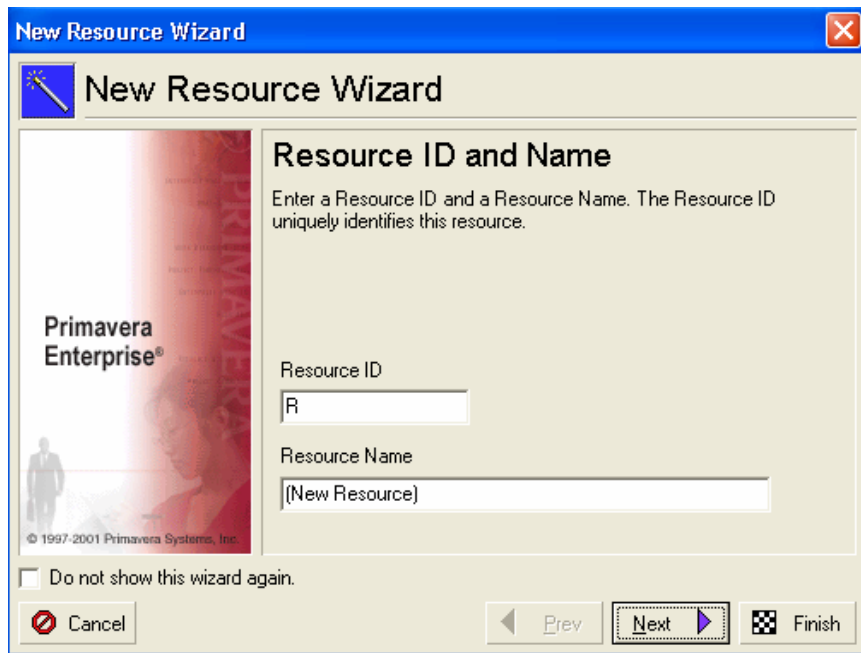 New Resource Wizard
New Resource Wizard
Resource ID and Name
Enter a Resource ID and a Resource Name. The Resource ID
uniquely identifies this resource.
PRIMAVERA
Primavera
Enterprise®
Resource ID
R
Resource Name
(New Resource)
© 1997-2001 Primavera Systems, Inc.
Do not show this wizard again.
Cancel
Prev
Next
Finish